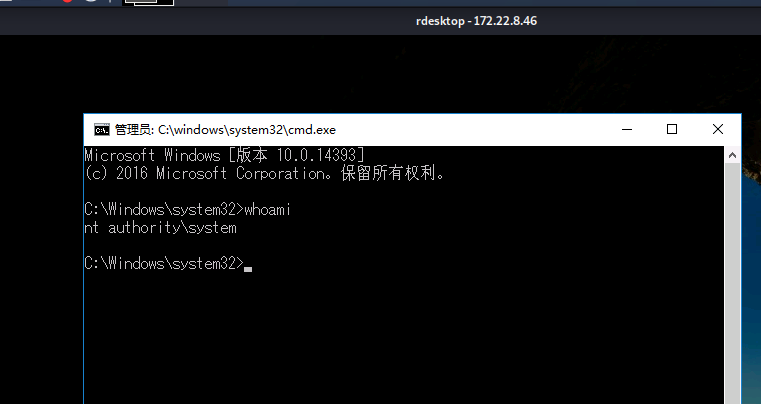 rdesktop - 172.22.8.46
管理员: C:\windows\system32\cmd.exe
Microsoft Windows [版本 10.0.14393]
(c) 2016 Microsoft Corporation。保留所有权利。
C:\Windows\system32>whoami
nt authority\system
C:\Windows\system32>